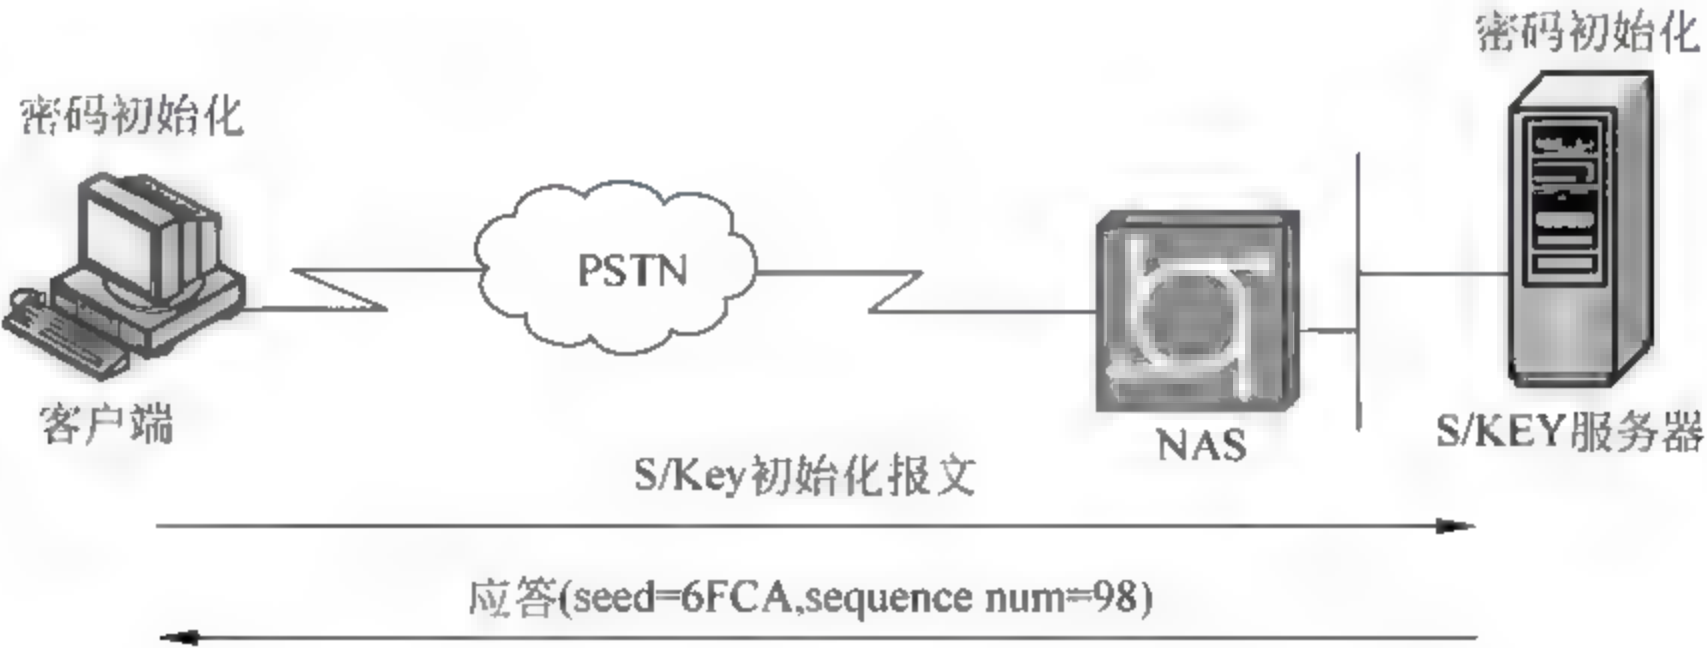 密码初始化
密码初始化
PSTN
客户端
NAS
S/KEY服务器
S/Key初始化报文
应答(seed=6FCA,sequence num=98)